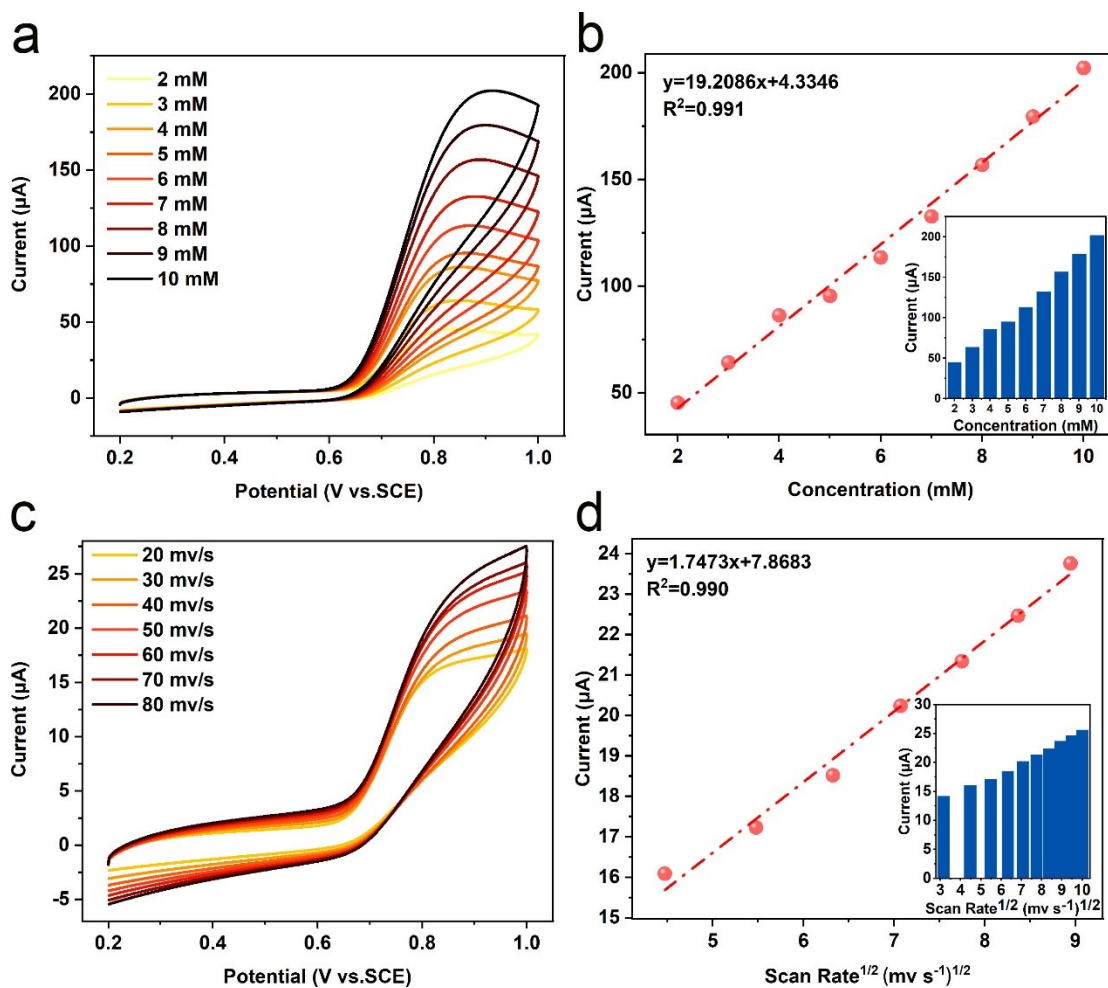 a
200
150
100
50
0
Current (µA)
2 mM
3 mM
4 mM
5 mM
6 mM
7 mM
8 mM
9 mM
10 mM
0.2 0.4 0.6 0.8 1.0
Potential (V vs.SCE)
b
200
150
100
50
Current (µA)
y=19.2086x+4.3346
R²=0.991
2 4 6 8 10
Concentration (mM)
200
150
100
50
0
Current (µA)
2 3 4 5 6 7 8 9 10
Concentration (mM)
c
25
20
15
10
5
0
-5
Current (µA)
20 mv/s
30 mv/s
40 mv/s
50 mv/s
60 mv/s
70 mv/s
80 mv/s
0.2 0.4 0.6 0.8 1.0
Potential (V vs.SCE)
d
24
23
22
21
20
19
18
17
16
15
Current (µA)
y=1.7473x+7.8683
R²=0.990
5 6 7 8 9
Scan Rate¹ᐟ² (mv s⁻¹)¹ᐟ²
30
25
20
15
10
5
0
Current (µA)
3 4 5 6 7 8 9 10
Scan Rate¹ᐟ² (mv s⁻¹)¹ᐟ²